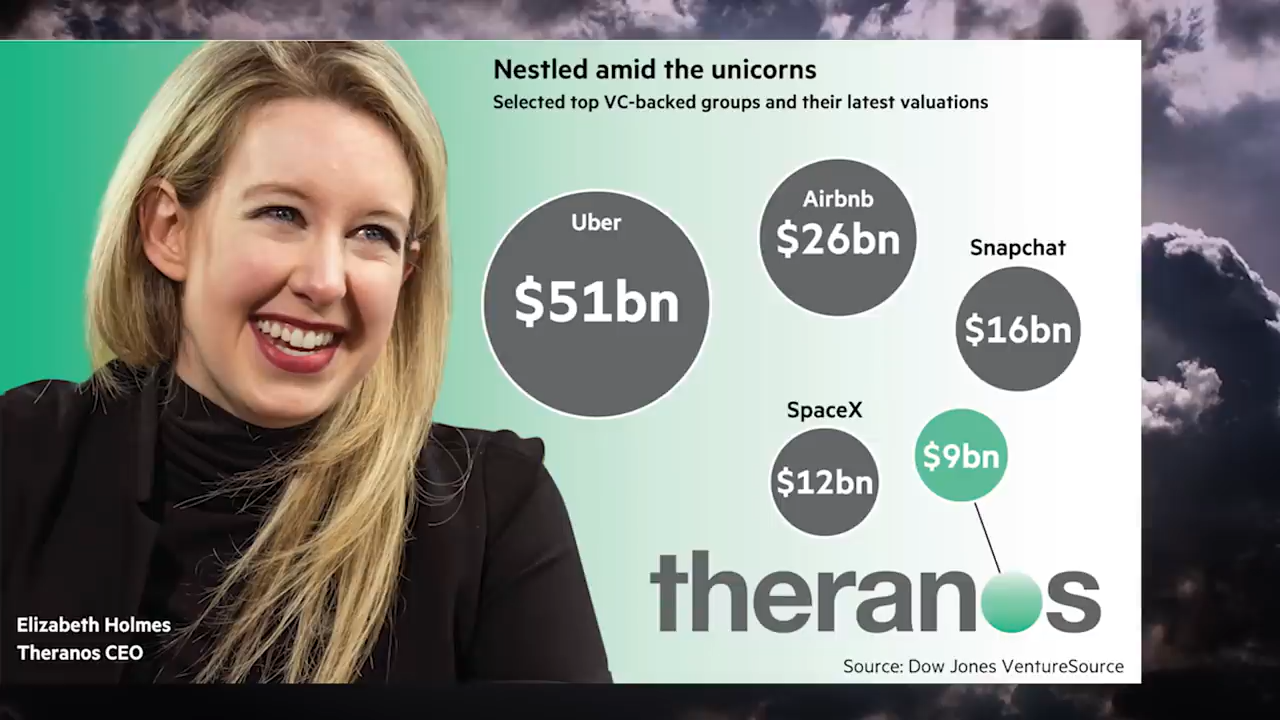 Nestled amid the unicorns
Selected top VC-backed groups and their latest valuations
Uber
$51bn
Airbnb
$26bn
Snapchat
$16bn
SpaceX
$12bn
$9bn
theranos
Elizabeth Holmes
Theranos CEO
Source: Dow Jones VentureSource